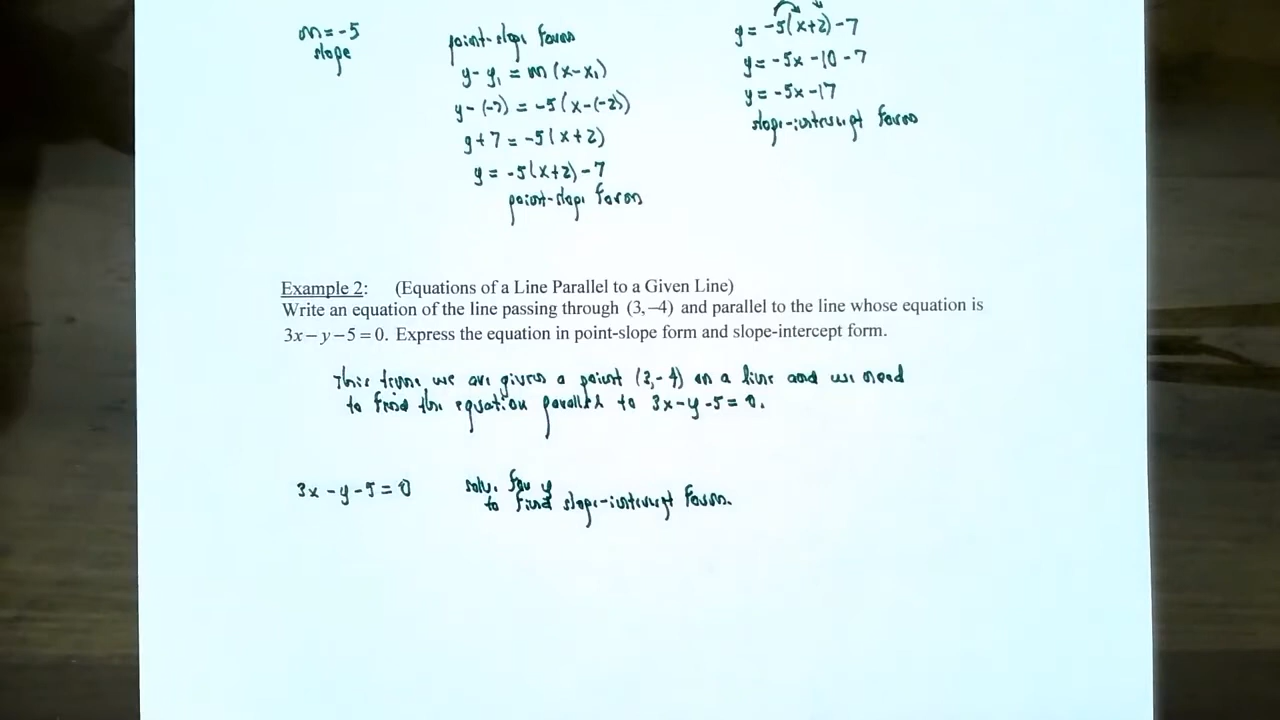 m = -5
slope
point-slope form
y - y₁ = m(x - x₁)
y - (-7) = -5(x - (-2))
y + 7 = -5(x + 2)
y = -5(x+2) - 7
point-slope form
y = -5(x+2) - 7
y = -5x - 10 - 7
y = -5x - 17
slope-intercept form
Example 2: (Equations of a Line Parallel to a Given Line)
Write an equation of the line passing through (3,−4) and parallel to the line whose equation is
3x − y − 5 = 0. Express the equation in point-slope form and slope-intercept form.
This time we are given a point (3,-4) on a line and we need
to find the equation parallel to 3x - y - 5 = 0.
3x - y - 5 = 0
solve for y
to find slope-intercept form.